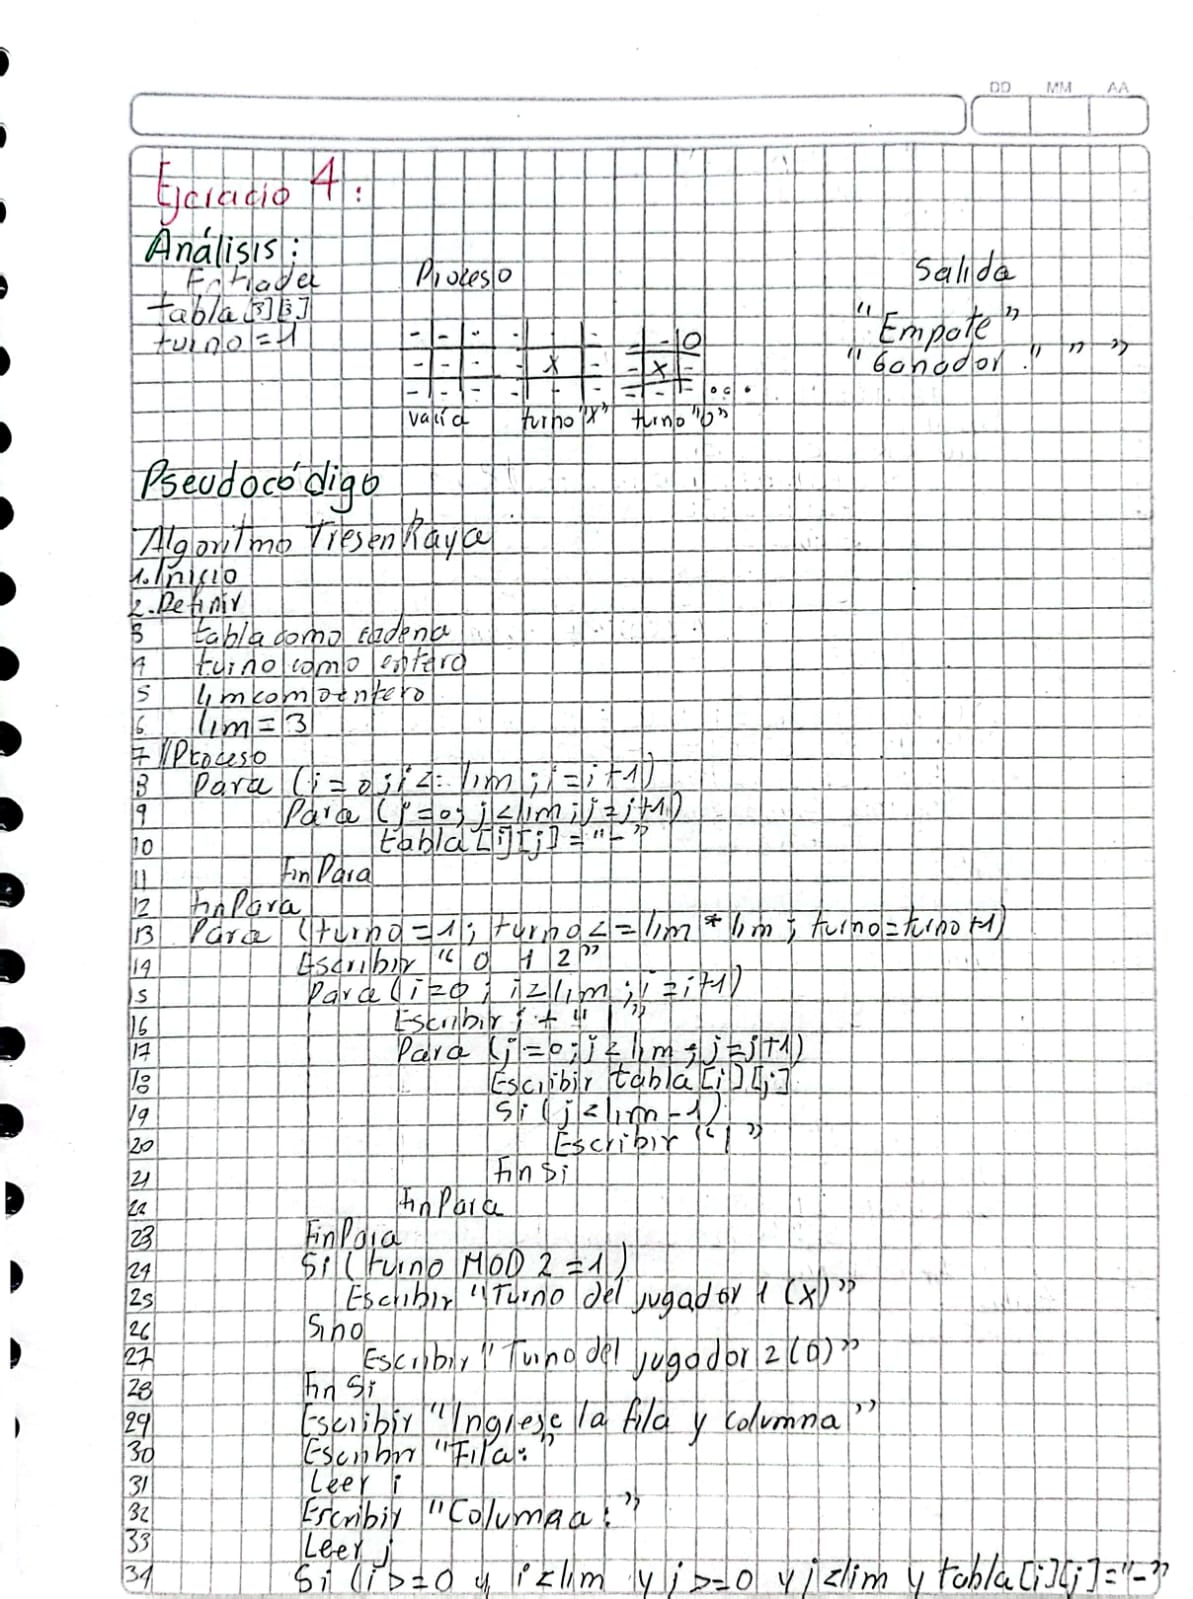 DD MM AA
Ejercicio 4:
Análisis:
Entrada Proceso Salida
tabla[3][3]
turno=1
- - - - - - - - O
- - - - X - - X -
- - - - - - - - - ...
vacía turno "X" turno "O"
"Empate"
"Ganador:" " "
Pseudocódigo
Algoritmo TresenRaya
1. Inicio
2. Definir
3 tabla como cadena
4 turno como entero
5 lim como entero
6 lim = 3
7 //Proceso
8 Para (i=0; i<=lim; i=i+1)
9 Para (j=0; j<lim; j=j+1)
10 tabla[i][j]="-"
11 FinPara
12 FinPara
13 Para (turno=1; turno<=lim*lim; turno=turno+1)
14 Escribir " 0 1 2"
15 Para (i=0; i<lim; i=i+1)
16 Escribir i + " | "
17 Para (j=0; j<lim; j=j+1)
18 Escribir tabla[i][j]
19 Si (j<lim-1)
20 Escribir "|"
21 FinSi
22 FinPara
23 FinPara
24 Si (turno MOD 2 =1)
25 Escribir "Turno del jugador 1 (X)"
26 Sino
27 Escribir "Turno del jugador 2 (O)"
28 FinSi
29 Escribir "Ingrese la fila y columna"
30 Escribir "Fila:"
31 Leer i
32 Escribir "Columna:"
33 Leer j
34 Si (i>=0 y i<lim y j>=0 y j<lim y tabla[i][j]="-"